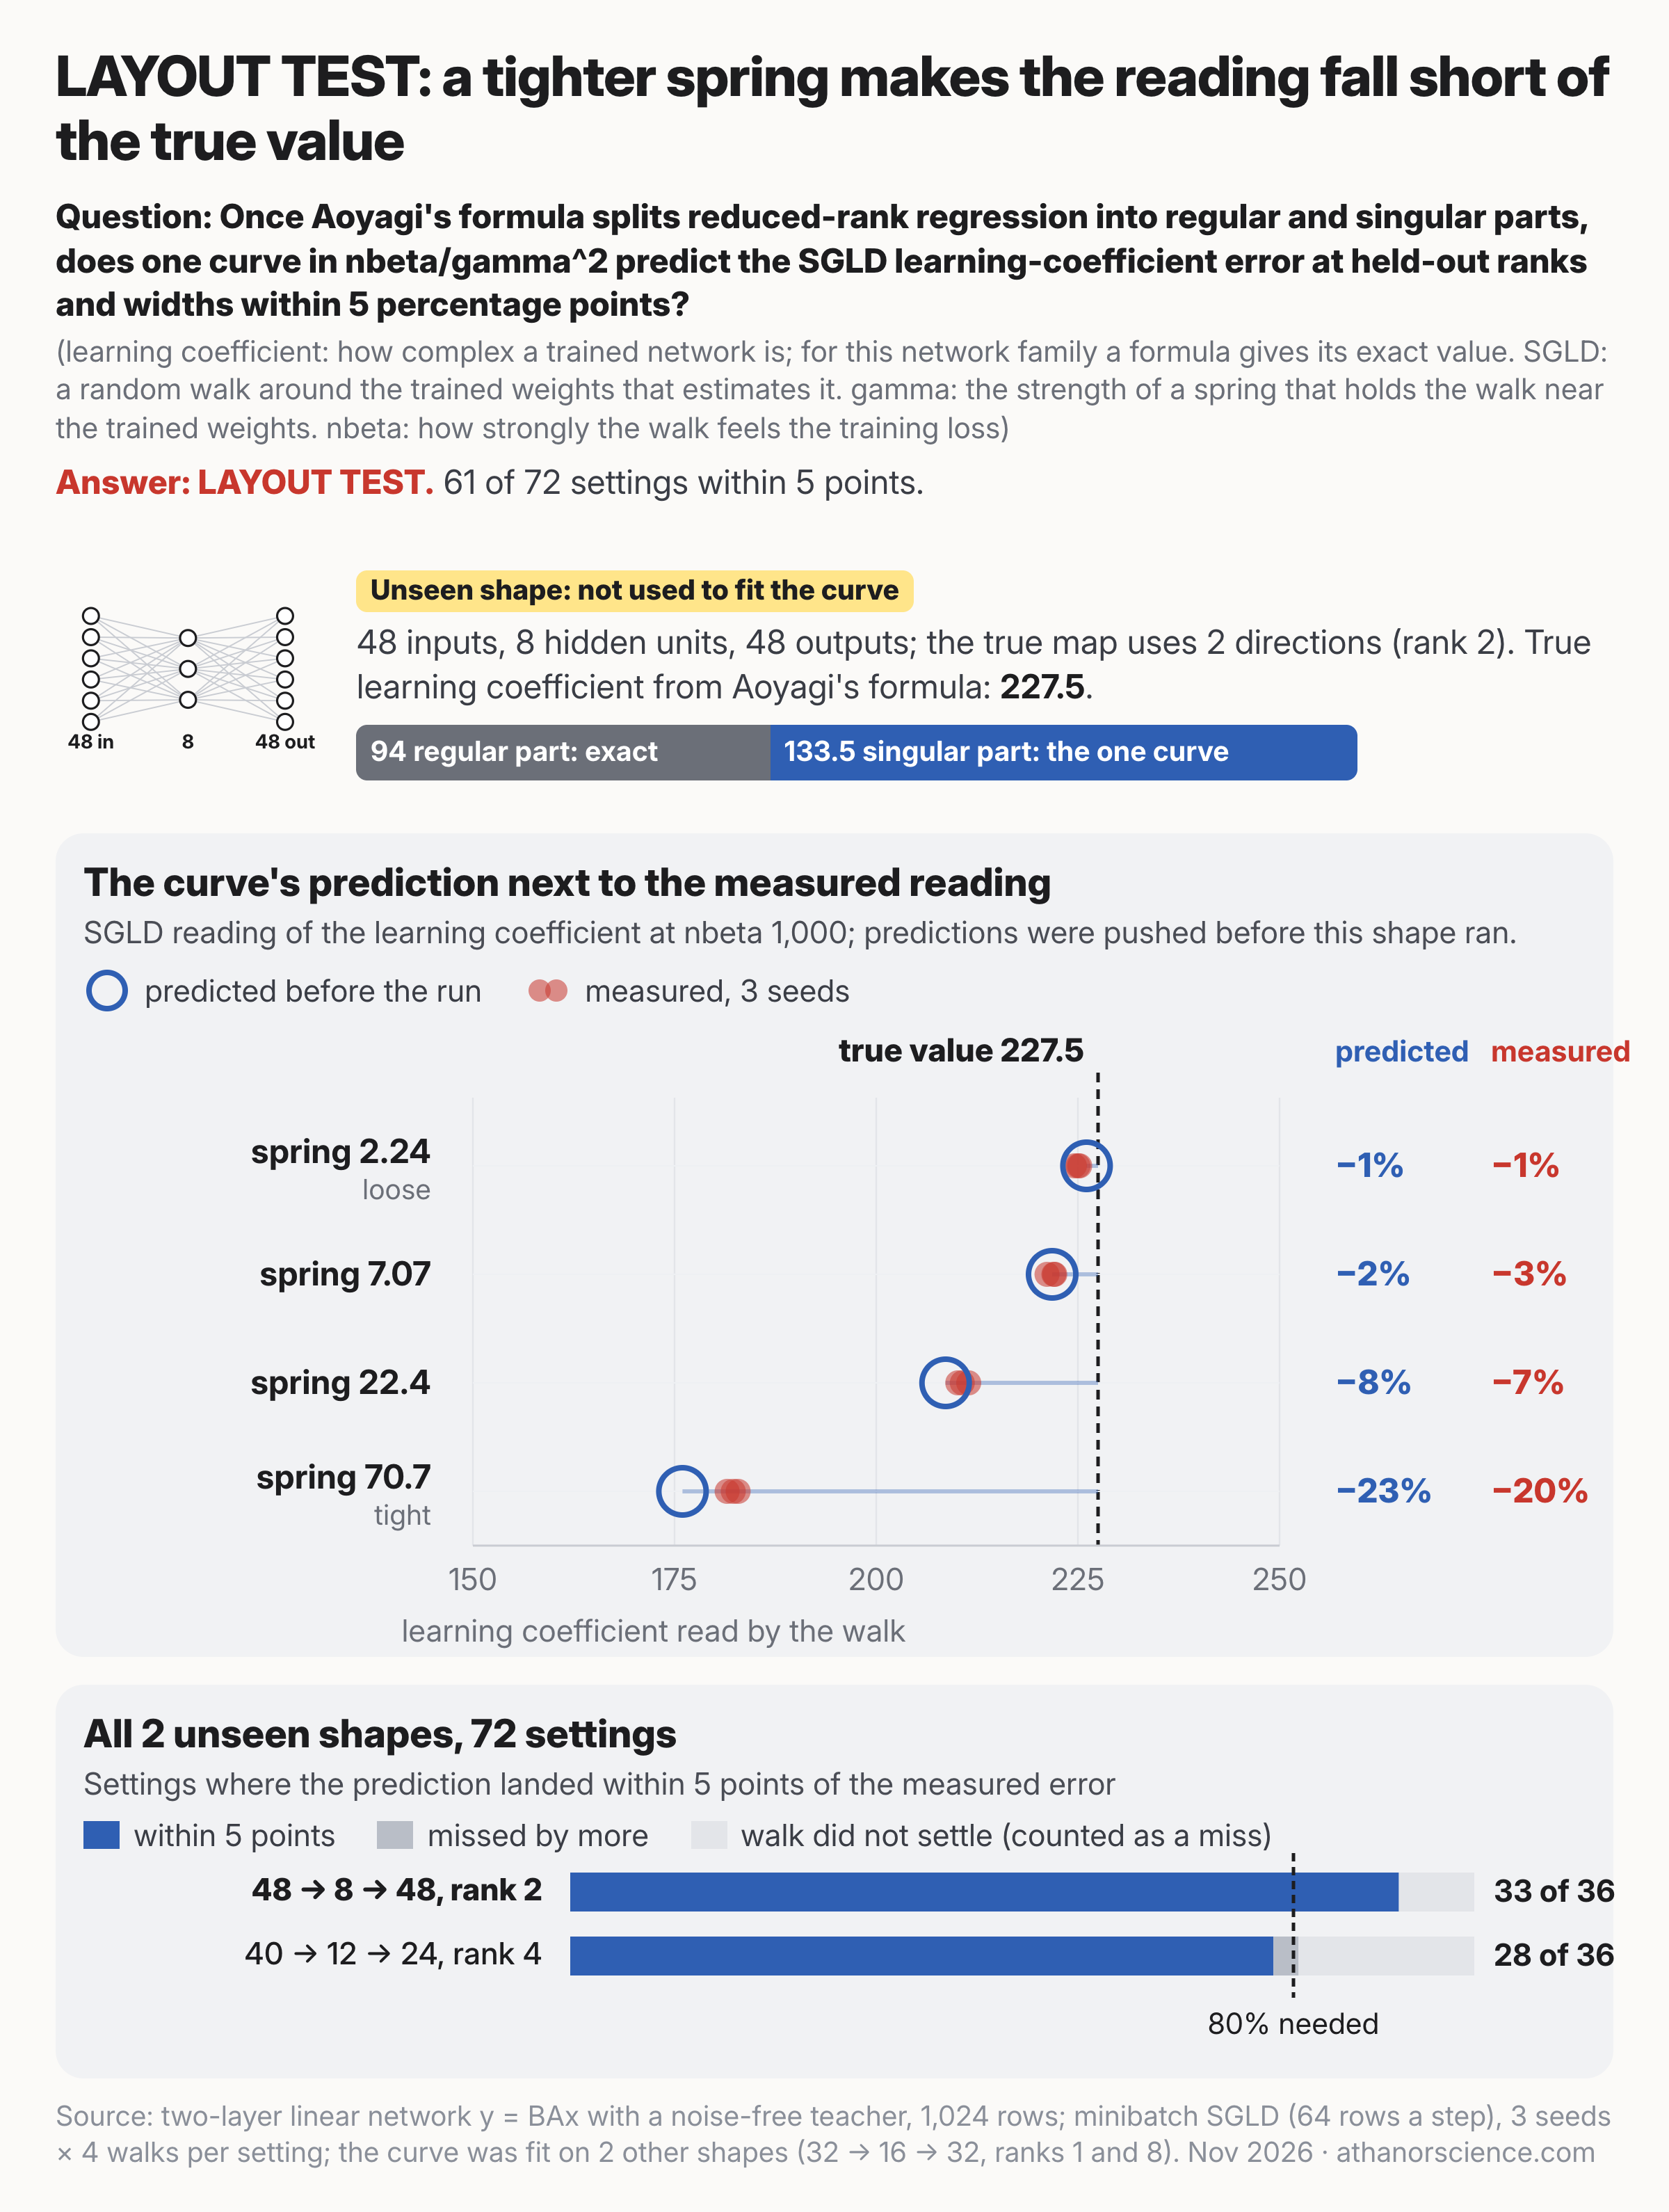 LAYOUT TEST: a tighter spring makes the reading fall short of
the true value
Question: Once Aoyagi's formula splits reduced-rank regression into regular and singular parts,
does one curve in nbeta/gamma^2 predict the SGLD learning-coefficient error at held-out ranks
and widths within 5 percentage points?
(learning coefficient: how complex a trained network is; for this network family a formula gives its exact value. SGLD:
a random walk around the trained weights that estimates it. gamma: the strength of a spring that holds the walk near
the trained weights. nbeta: how strongly the walk feels the training loss)
Answer: LAYOUT TEST. 61 of 72 settings within 5 points.
Unseen shape: not used to fit the curve
48 inputs, 8 hidden units, 48 outputs; the true map uses 2 directions (rank 2). True
learning coefficient from Aoyagi's formula: 227.5.
48 in 8 48 out
94 regular part: exact 133.5 singular part: the one curve
The curve's prediction next to the measured reading
SGLD reading of the learning coefficient at nbeta 1,000; predictions were pushed before this shape ran.
predicted before the run measured, 3 seeds
true value 227.5 predicted measured
spring 2.24 −1% −1%
loose
spring 7.07 −2% −3%
spring 22.4 −8% −7%
spring 70.7 −23% −20%
tight
150 175 200 225 250
learning coefficient read by the walk
All 2 unseen shapes, 72 settings
Settings where the prediction landed within 5 points of the measured error
within 5 points missed by more walk did not settle (counted as a miss)
48 → 8 → 48, rank 2 33 of 36
40 → 12 → 24, rank 4 28 of 36
80% needed
Source: two-layer linear network y = BAx with a noise-free teacher, 1,024 rows; minibatch SGLD (64 rows a step), 3 seeds
× 4 walks per setting; the curve was fit on 2 other shapes (32 → 16 → 32, ranks 1 and 8). Nov 2026 · athanorscience.com